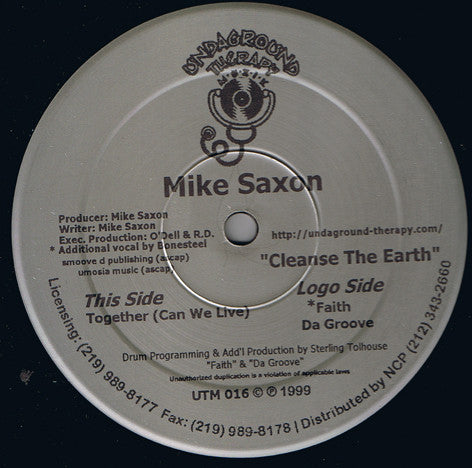 UNDAGROUND
THERAPY
MUZIK
Mike Saxon
Producer: Mike Saxon
Writer: Mike Saxon
Exec. Production: O'Dell & R.D.
* Additional vocal by Bonesteel
smoove d publishing (ascap)
umosia music (ascap)
http://undaground-therapy.com/
"Cleanse The Earth"
This Side
Together (Can We Live)
Logo Side
*Faith
Da Groove
Drum Programming & Add'l Production by Sterling Tolhouse
"Faith" & "Da Groove"
Unauthorized duplication is a violation of applicable laws
UTM 016 © ℗ 1999
Licensing: (219) 989-8177 Fax: (219) 989-8178 | Distributed by NCP (212) 343-2660